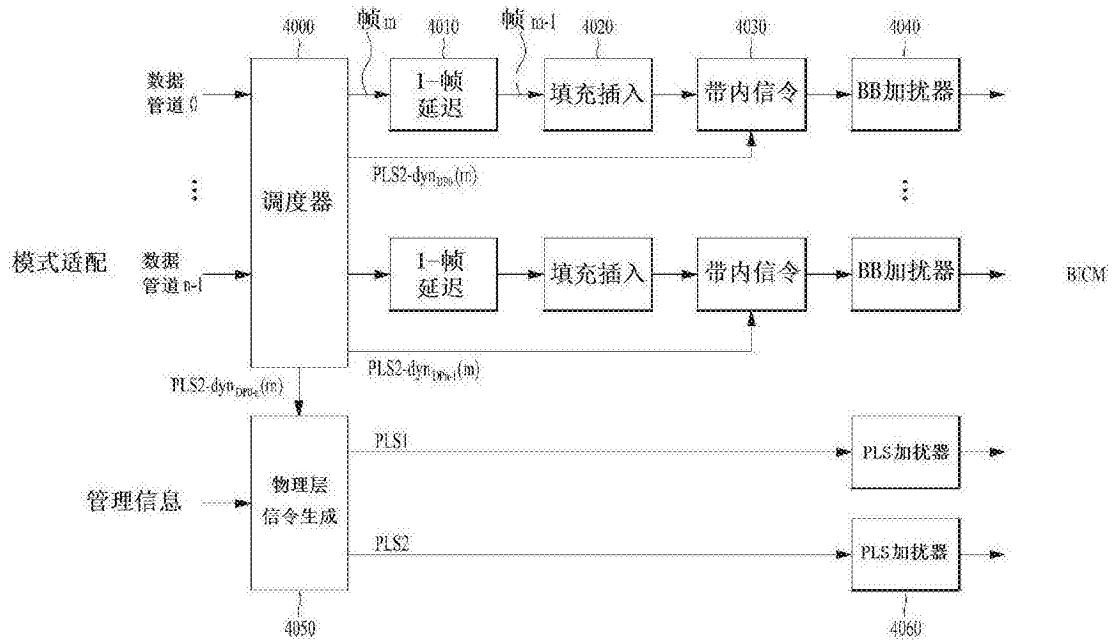 4000
帧m
4010
帧m-1
4020
4030
4040
数据
管道 0
1-帧
延迟
填充插入
带内信令
BB加扰器
PLS2-dynDP0(m)
调度器
模式适配
数据
管道 n-1
1-帧
延迟
填充插入
带内信令
BB加扰器
BICM
PLS2-dynDPn-1(m)
PLS2-dyn
(m)
物理层
信令生成
管理信息
PLS1
PLS加扰器
PLS2
PLS加扰器
4050
4060